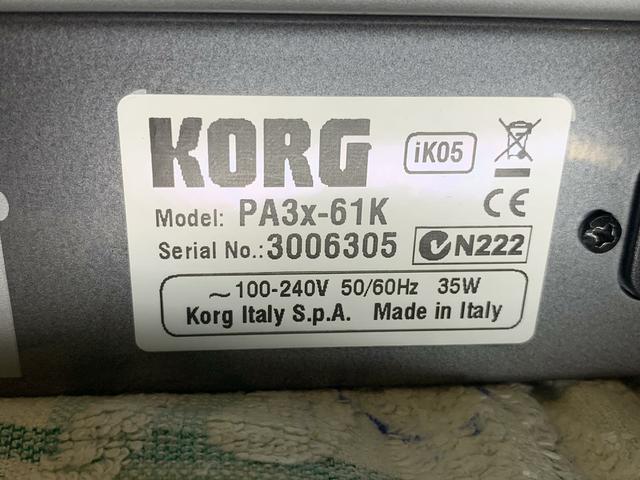 KORG
iK05
CE
Model: PA3x-61K
Serial No.: 3006305
N222
~ 100-240V 50/60Hz 35W
Korg Italy S.p.A. Made in Italy